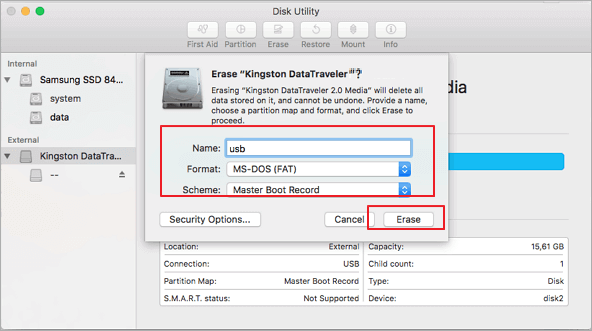 Disk Utility
First Aid Partition Erase Restore Mount Info
Internal
Samsung SSD 84...
system
data
External
Kingston DataTra...
--
Erase “Kingston DataTraveler
Erasing “Kingston DataTraveler 2.0 Media” will delete all
data stored on it, and cannot be undone. Provide a name,
choose a partition map and format, and click Erase to
proceed.
Name: usb
Format: MS-DOS (FAT)
Scheme: Master Boot Record
Security Options... Cancel Erase
Location: External Capacity: 15,61 GB
Connection: USB Child count: 1
Partition Map: Master Boot Record Type: Disk
S.M.A.R.T. status: Not Supported Device: disk2